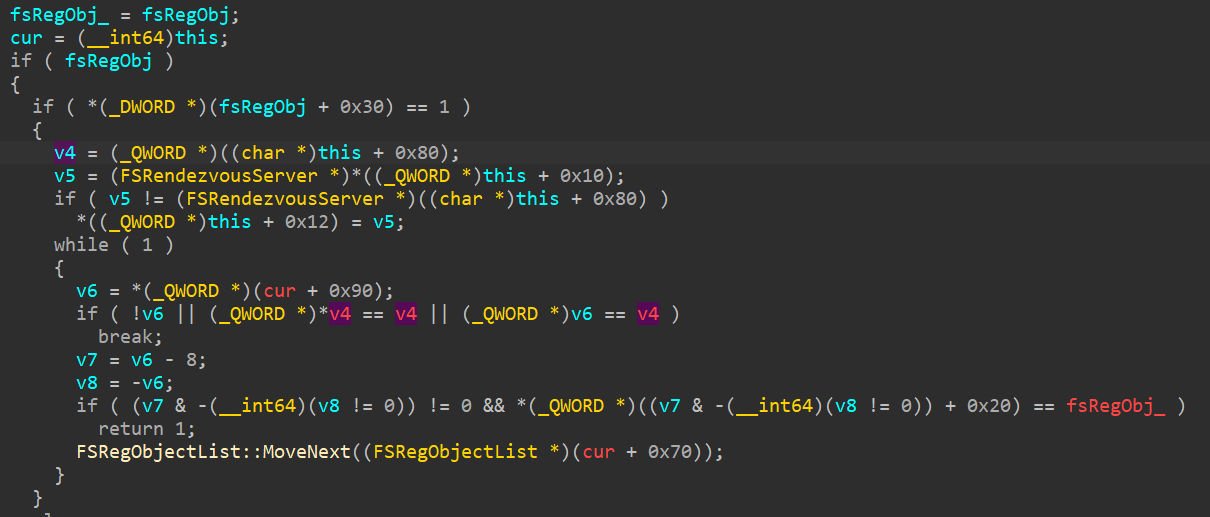 fsRegObj_ = fsRegObj;
cur = (__int64)this;
if ( fsRegObj )
{
if ( *(_DWORD *)(fsRegObj + 0x30) == 1 )
{
v4 = (_QWORD *)((char *)this + 0x80);
v5 = (FSRendezvousServer *)*((_QWORD *)this + 0x10);
if ( v5 != (FSRendezvousServer *)((char *)this + 0x80) )
*((_QWORD *)this + 0x12) = v5;
while ( 1 )
{
v6 = *(_QWORD *)(cur + 0x90);
if ( !v6 || (_QWORD *)*v4 == v4 || (_QWORD *)v6 == v4 )
break;
v7 = v6 - 8;
v8 = -v6;
if ( (v7 & -(__int64)(v8 != 0)) != 0 && *(_QWORD *)((v7 & -(__int64)(v8 != 0)) + 0x20) == fsRegObj_ )
return 1;
FSRegObjectList::MoveNext((FSRegObjectList *)(cur + 0x70));
}
}